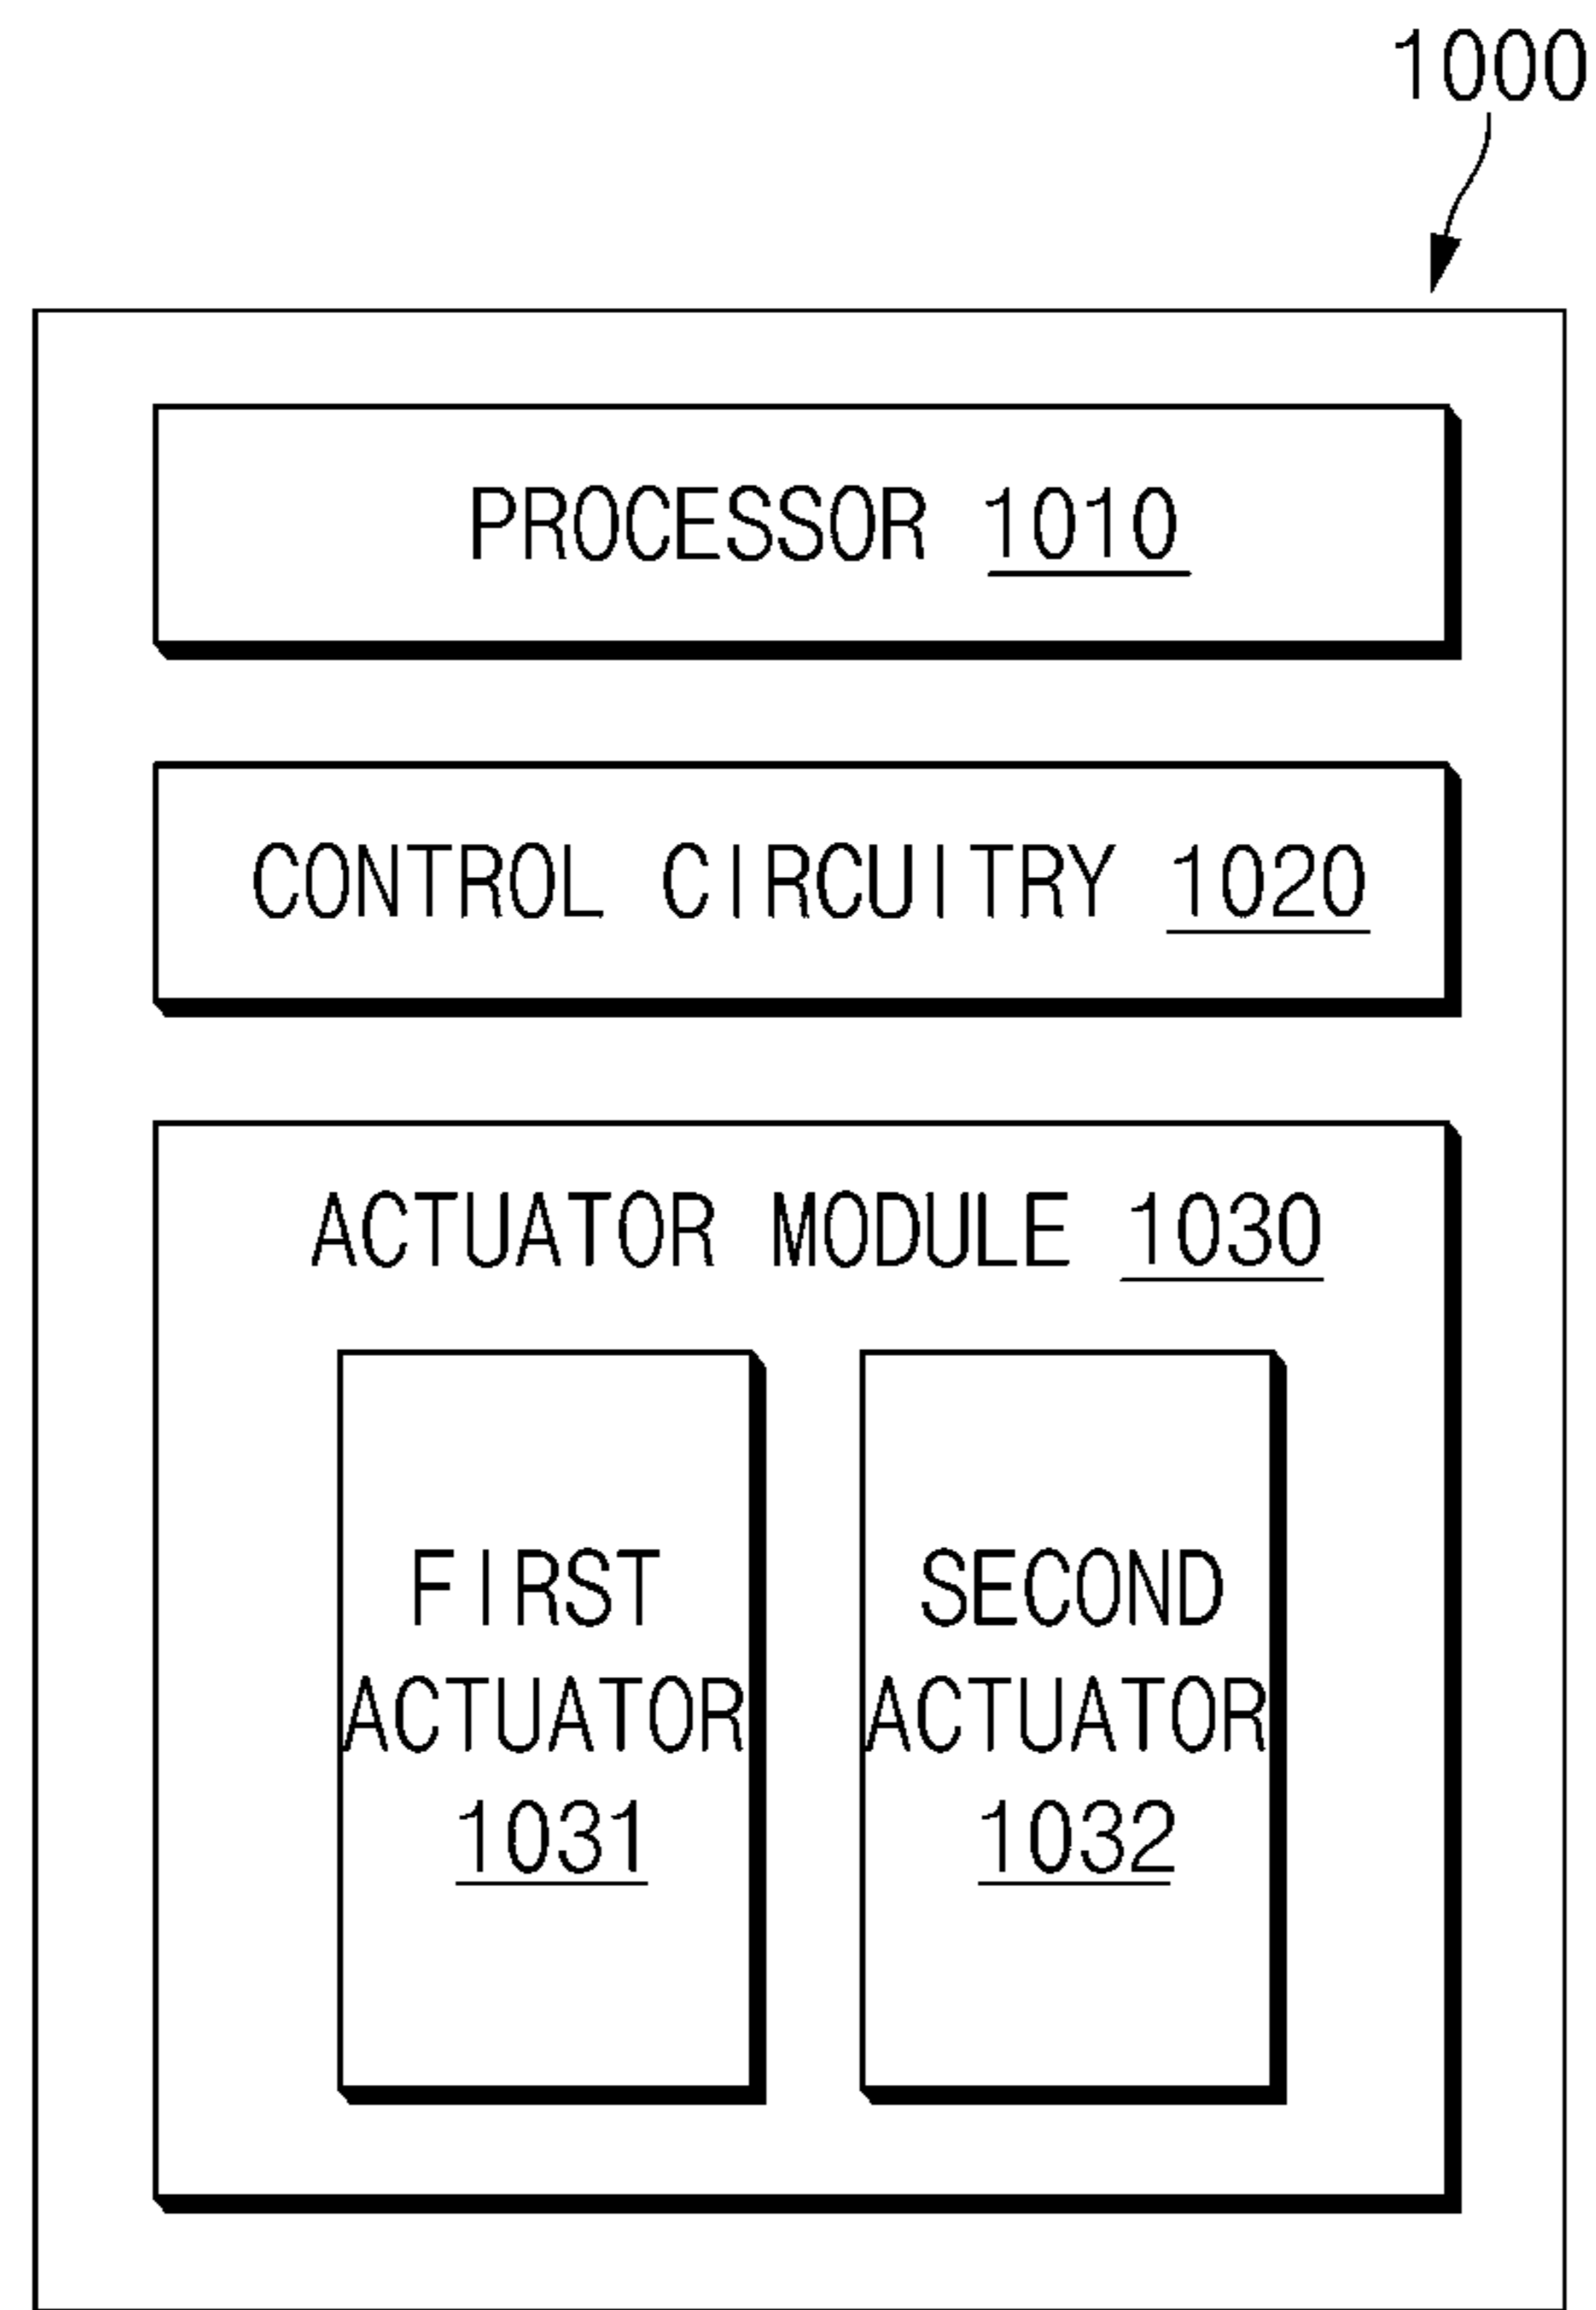 1000
PROCESSOR 1010
CONTROL CIRCUITRY 1020
ACTUATOR MODULE 1030
FIRST
ACTUATOR
1031
SECOND
ACTUATOR
1032